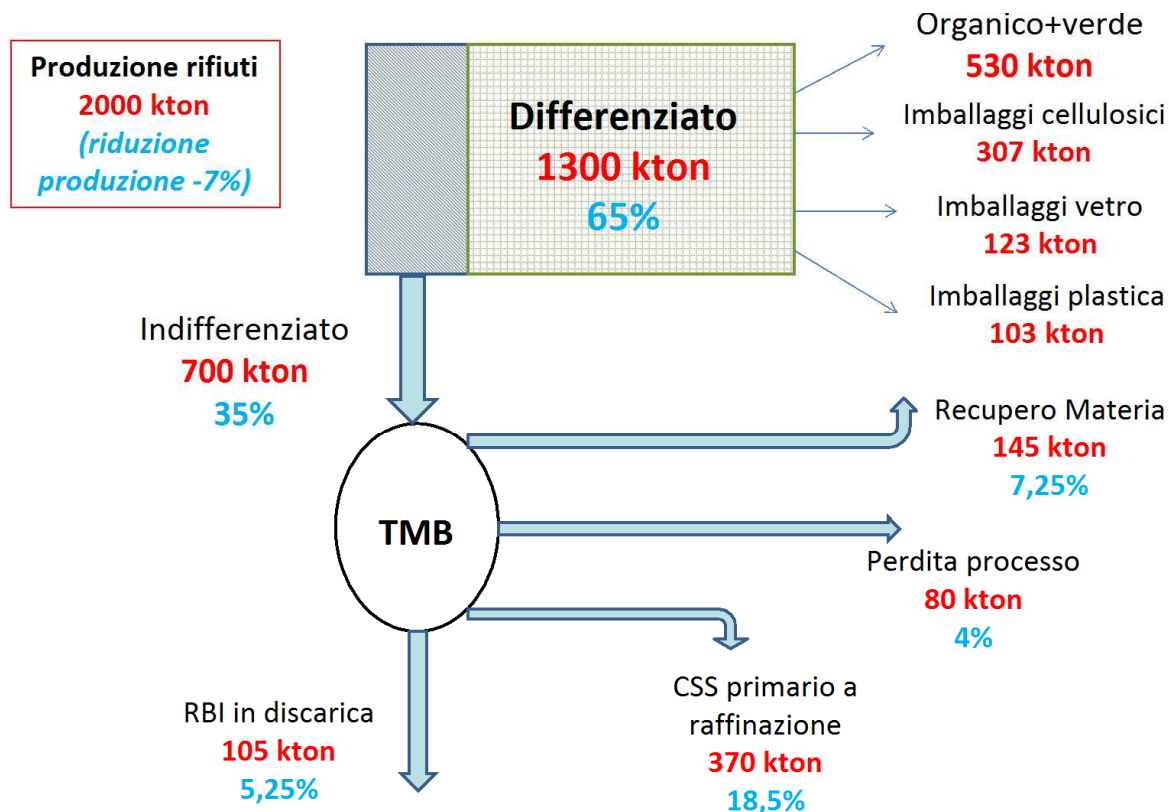 Produzione rifiuti
2000 kton
(riduzione
produzione -7%)
Differenziato
1300 kton
65%
Organico+verde
530 kton
Imballaggi cellulosici
307 kton
Imballaggi vetro
123 kton
Imballaggi plastica
103 kton
Indifferenziato
700 kton
35%
TMB
Recupero Materia
145 kton
7,25%
Perdita processo
80 kton
4%
CSS primario a
raffinazione
370 kton
18,5%
RBI in discarica
105 kton
5,25%